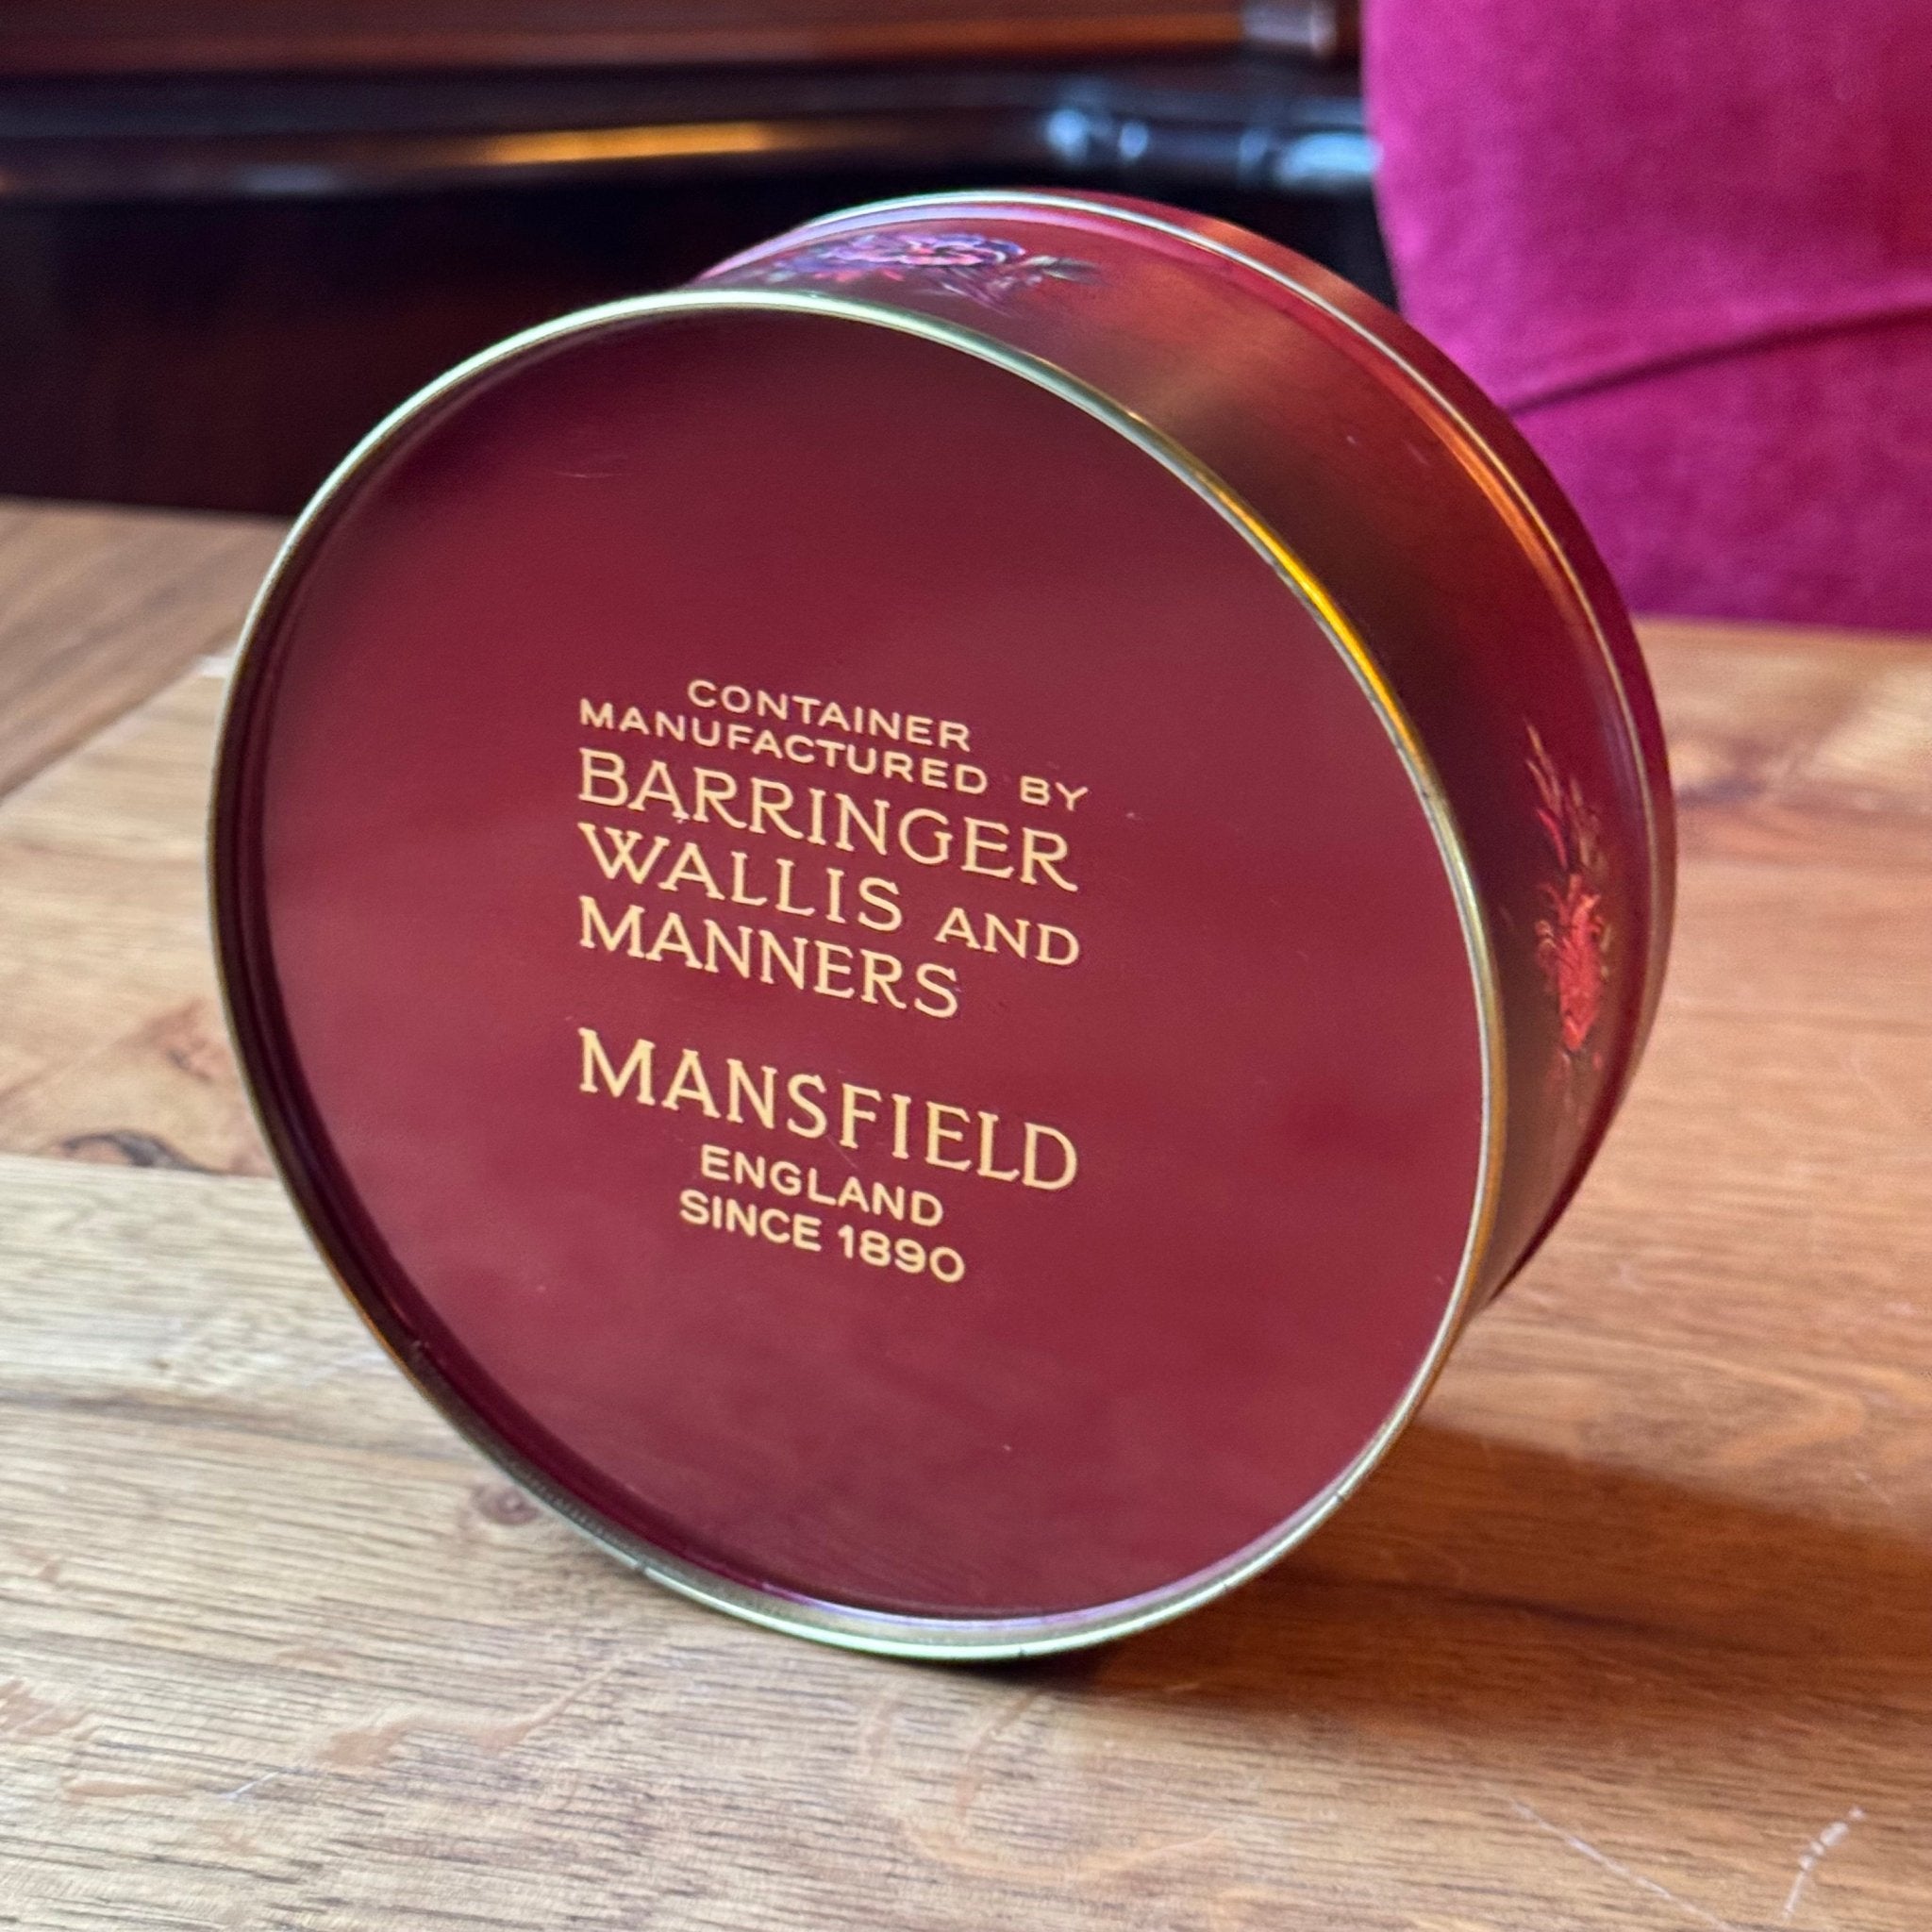 CONTAINER
MANUFACTURED BY
BARRINGER
WALLIS AND
MANNERS
MANSFIELD
ENGLAND
SINCE 1890